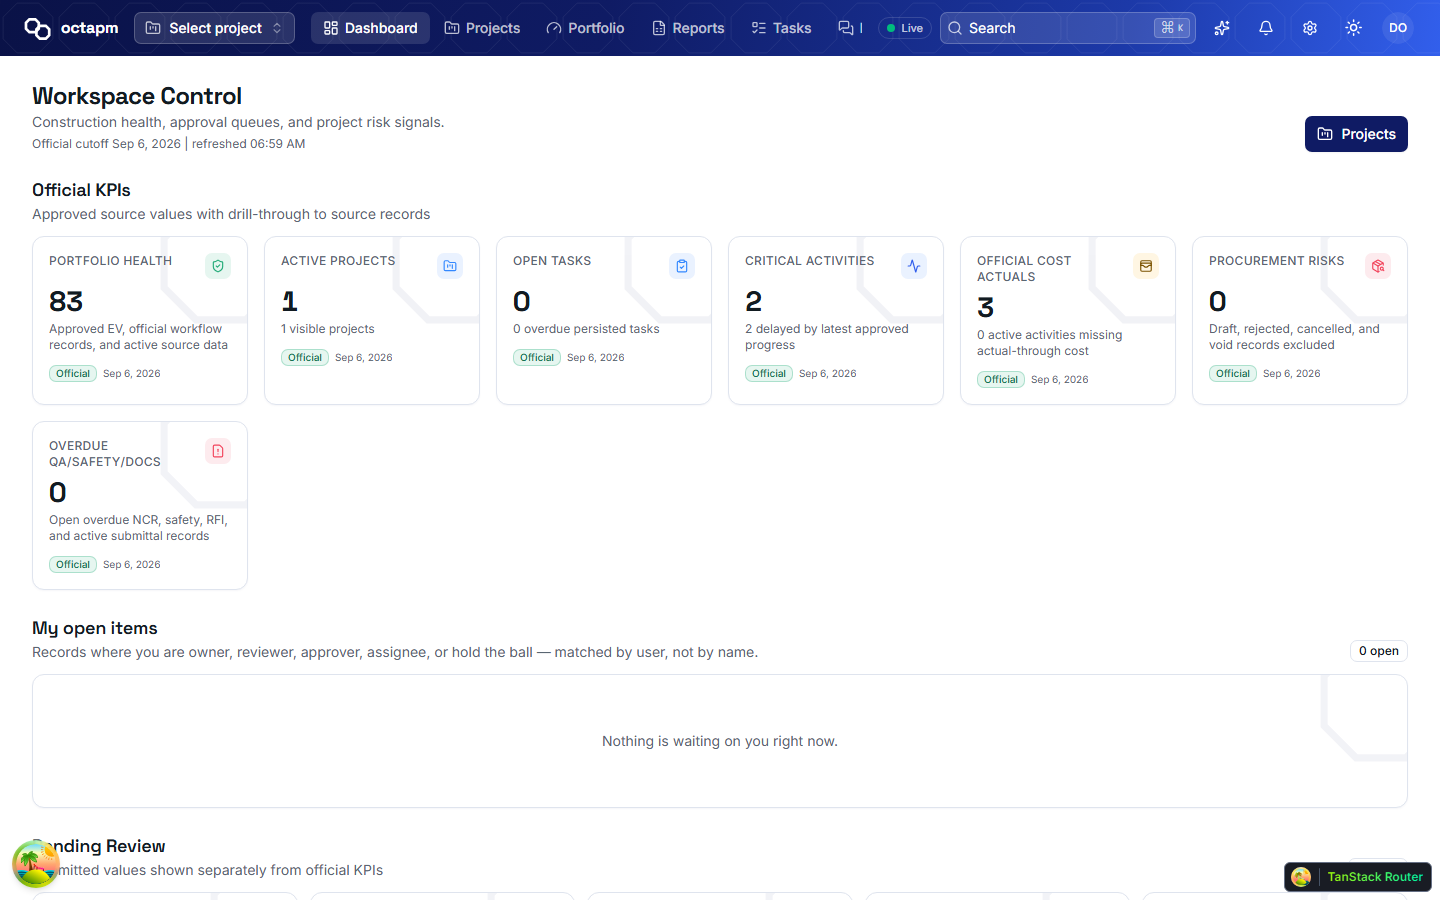 octapm
Select project
Dashboard
Projects
Portfolio
Reports
Tasks
Live
Search
⌘ K
DO
Workspace Control
Construction health, approval queues, and project risk signals.
Official cutoff Sep 6, 2026 | refreshed 06:59 AM
Projects
Official KPIs
Approved source values with drill-through to source records
PORTFOLIO HEALTH
83
Approved EV, official workflow
records, and active source data
Official Sep 6, 2026
ACTIVE PROJECTS
1
1 visible projects
Official Sep 6, 2026
OPEN TASKS
0
0 overdue persisted tasks
Official Sep 6, 2026
CRITICAL ACTIVITIES
2
2 delayed by latest approved
progress
Official Sep 6, 2026
OFFICIAL COST
ACTUALS
3
0 active activities missing
actual-through cost
Official Sep 6, 2026
PROCUREMENT RISKS
0
Draft, rejected, cancelled, and
void records excluded
Official Sep 6, 2026
OVERDUE
QA/SAFETY/DOCS
0
Open overdue NCR, safety, RFI,
and active submittal records
Official Sep 6, 2026
My open items
Records where you are owner, reviewer, approver, assignee, or hold the ball — matched by user, not by name.
0 open
Nothing is waiting on you right now.
nding Review
mitted values shown separately from official KPIs
TanStack Router